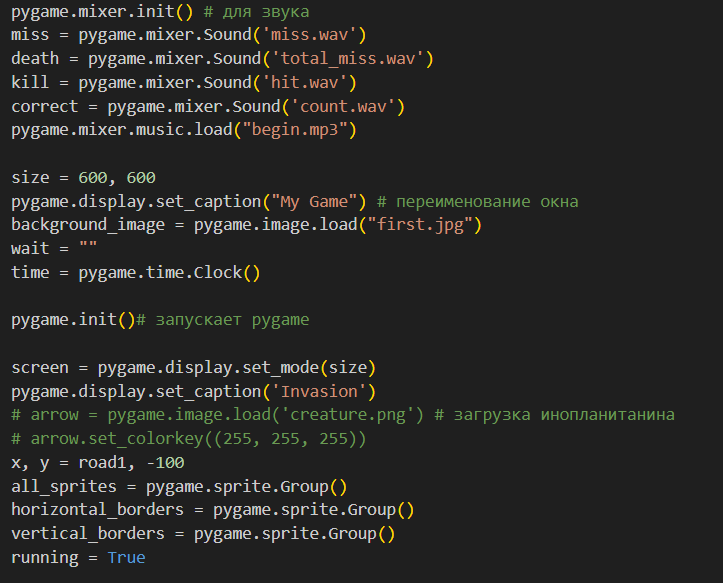 pygame.mixer.init() # для звука
miss = pygame.mixer.Sound('miss.wav')
death = pygame.mixer.Sound('total_miss.wav')
kill = pygame.mixer.Sound('hit.wav')
correct = pygame.mixer.Sound('count.wav')
pygame.mixer.music.load("begin.mp3")
size = 600, 600
pygame.display.set_caption("My Game") # переименование окна
background_image = pygame.image.load("first.jpg")
wait = ""
time = pygame.time.Clock()
pygame.init()# запускает pygame
screen = pygame.display.set_mode(size)
pygame.display.set_caption('Invasion')
# arrow = pygame.image.load('creature.png') # загрузка инопланитанина
# arrow.set_colorkey((255, 255, 255))
x, y = road1, -100
all_sprites = pygame.sprite.Group()
horizontal_borders = pygame.sprite.Group()
vertical_borders = pygame.sprite.Group()
running = True